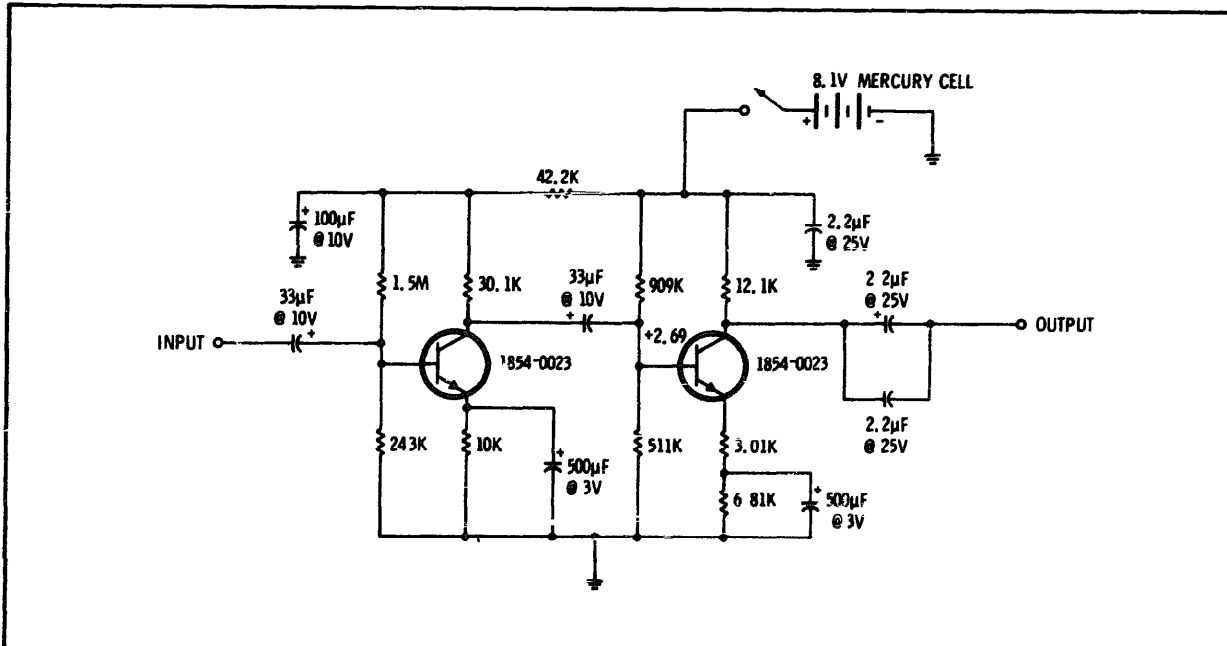 8.1V MERCURY CELL
+
-
42.2K
+
100µF
@ 10V
+
2.2µF
@ 25V
1.5M
30.1K
33µF
@ 10V
+
909K
12.1K
2 2µF
@ 25V
+
33µF
@ 10V
+
INPUT
+2.69
OUTPUT
1854-0023
1854-0023
2.2µF
@ 25V
243K
10K
+
500µF
@ 3V
511K
3.01K
6 81K
+
500µF
@ 3V